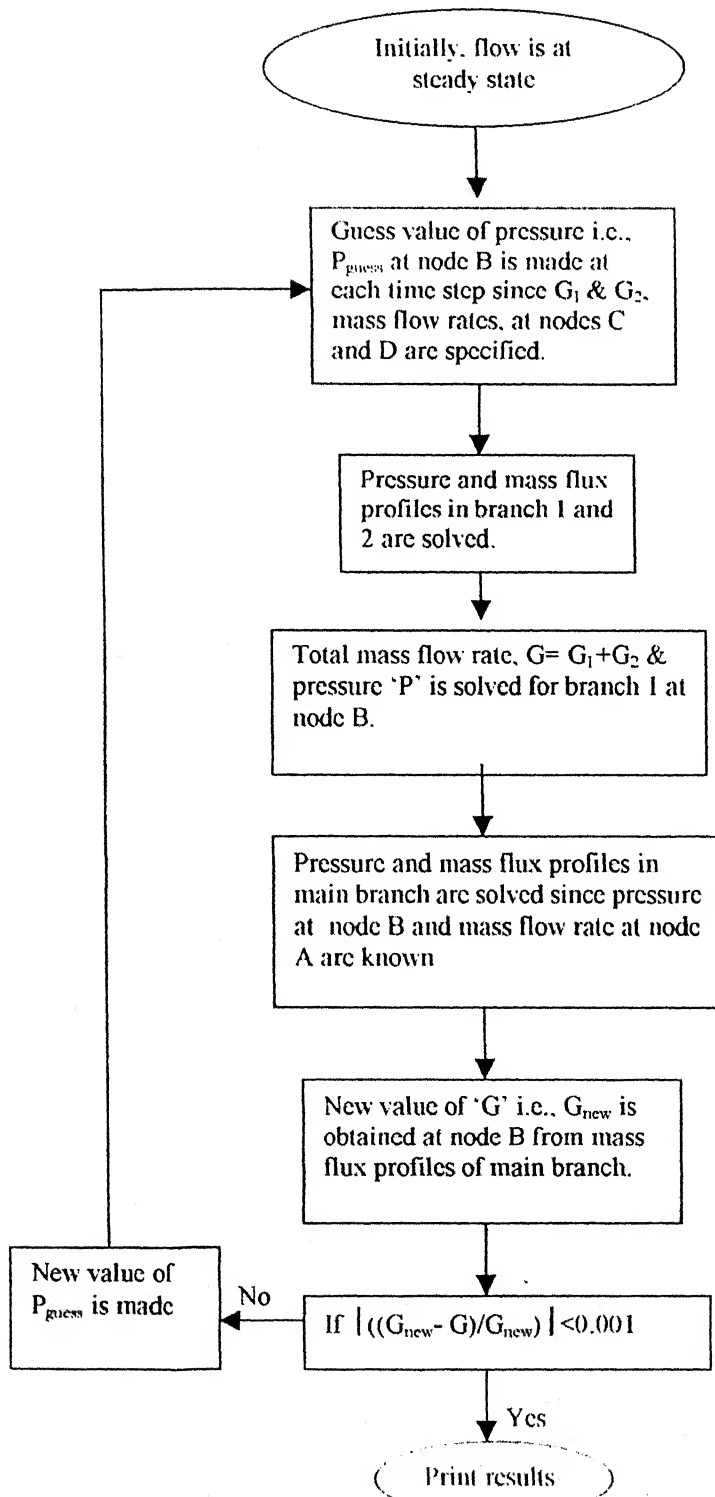 Initially, flow is at
steady state
Guess value of pressure i.e.,
P_guess at node B is made at
each time step since G₁ & G₂,
mass flow rates, at nodes C
and D are specified.
Pressure and mass flux
profiles in branch 1 and
2 are solved.
Total mass flow rate, G= G₁+G₂ &
pressure ‘P’ is solved for branch 1 at
node B.
Pressure and mass flux profiles in
main branch are solved since pressure
at node B and mass flow rate at node
A are known
New value of ‘G’ i.e., G_new is
obtained at node B from mass
flux profiles of main branch.
New value of
P_guess is made
No
If |((G_new- G)/G_new)| <0.001
Yes
Print results